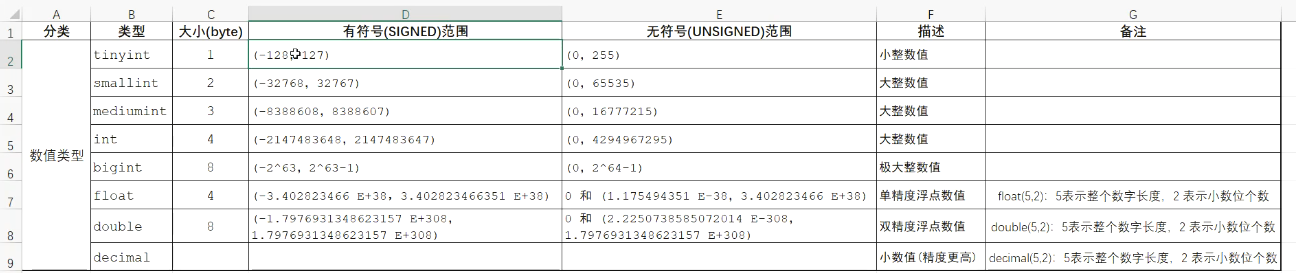 A B C D E F G
1 分类 类型 大小(byte) 有符号(SIGNED)范围 无符号(UNSIGNED)范围 描述 备注
2 tinyint 1 (-128, 127) (0, 255) 小整数值
3 smallint 2 (-32768, 32767) (0, 65535) 大整数值
4 mediumint 3 (-8388608, 8388607) (0, 16777215) 大整数值
5 int 4 (-2147483648, 2147483647) (0, 4294967295) 大整数值
数值类型
6 bigint 8 (-2^63, 2^63-1) (0, 2^64-1) 极大整数值
7 float 4 (-3.402823466 E+38, 3.402823466351 E+38) 0 和 (1.175494351 E-38, 3.402823466 E+38) 单精度浮点数值 float(5,2)：5表示整个数字长度，2 表示小数位个数
8 double 8 (-1.7976931348623157 E+308, 0 和 (2.2250738585072014 E-308, 双精度浮点数值 double(5,2)：5表示整个数字长度，2 表示小数位个数
1.7976931348623157 E+308) 1.7976931348623157 E+308)
9 decimal 小数值(精度更高) decimal(5,2)：5表示整个数字长度，2 表示小数位个数